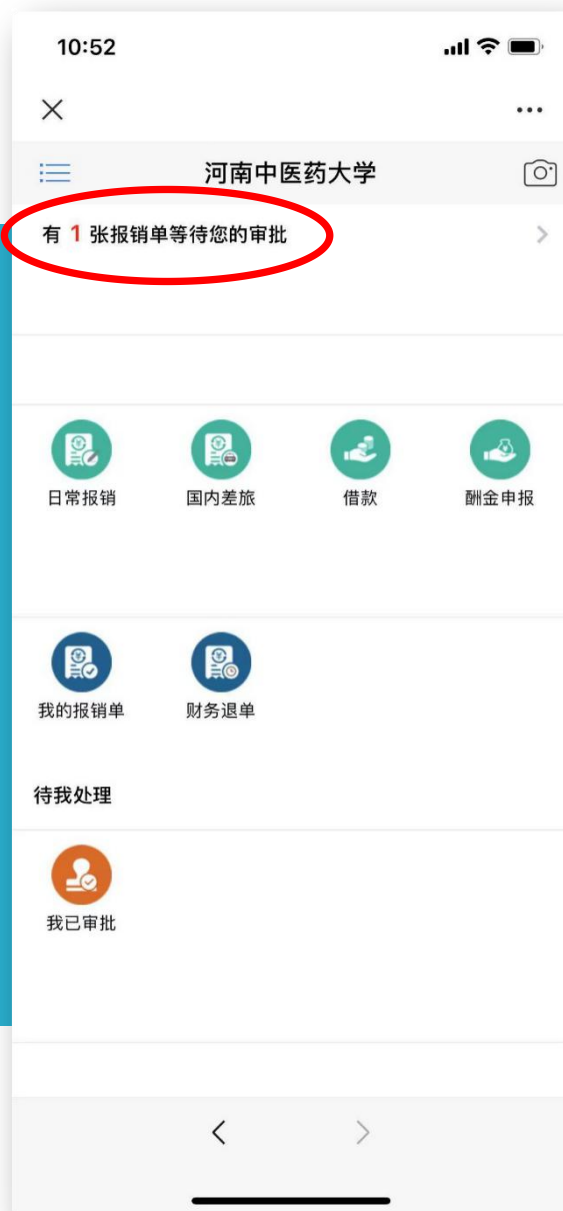 10:52
河南中医药大学
有 1 张报销单等待您的审批
日常报销 国内差旅 借款 酬金申报
我的报销单 财务退单
待我处理
我已审批